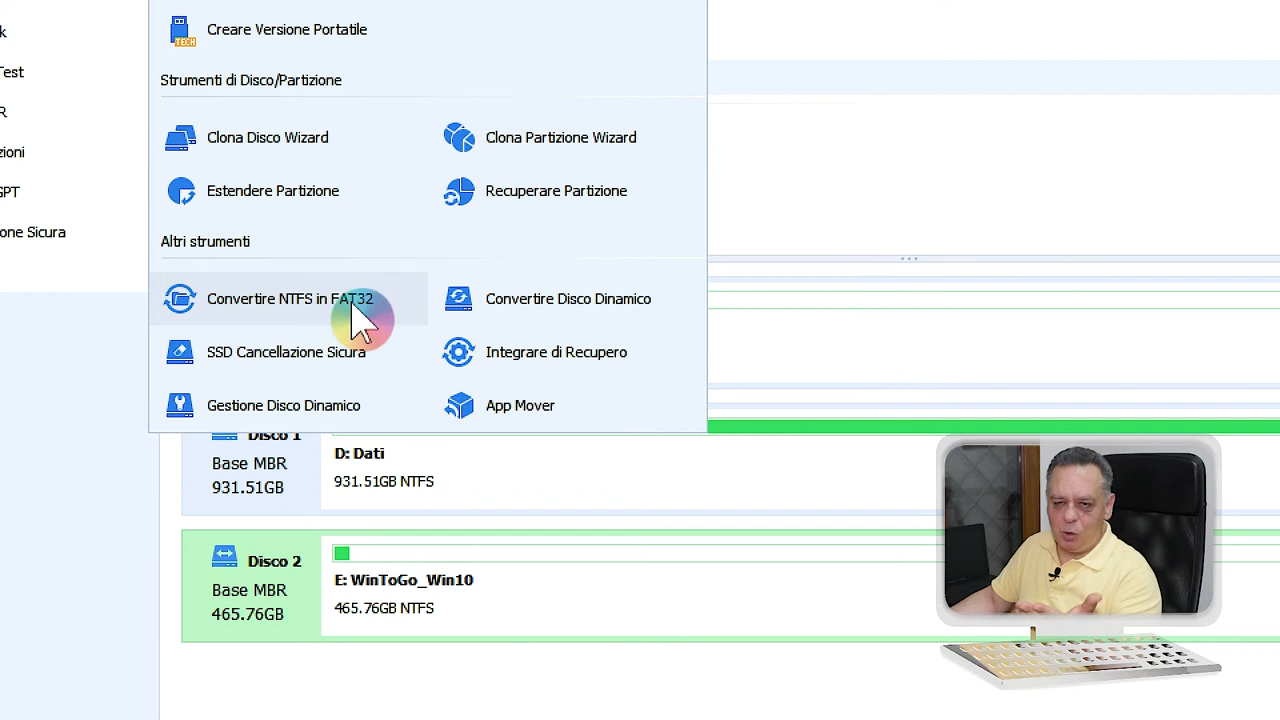 k
Test
R
zioni
GPT
one Sicura
Creare Versione Portatile
TECH
Strumenti di Disco/Partizione
Clona Disco Wizard
Clona Partizione Wizard
Estendere Partizione
Recuperare Partizione
Altri strumenti
Convertire NTFS in FAT32
Convertire Disco Dinamico
SSD Cancellazione Sicura
Integrare di Recupero
Gestione Disco Dinamico
App Mover
Disco 1
Base MBR
931.51GB
D: Dati
931.51GB NTFS
Disco 2
Base MBR
465.76GB
E: WinToGo_Win10
465.76GB NTFS